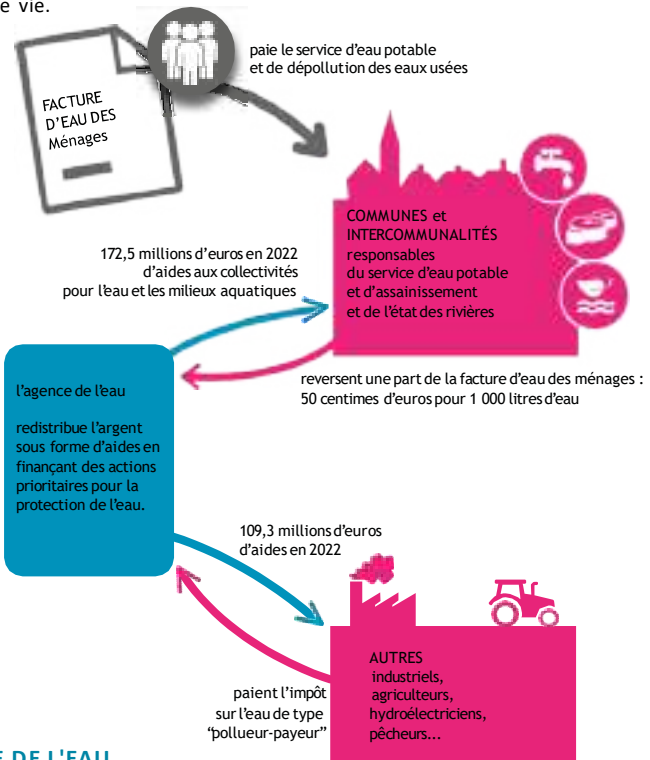 e vie.
paie le service d'eau potable
et de dépollution des eaux usées
FACTURE
D'EAU DES
Ménages
COMMUNES et
INTERCOMMUNALITÉS
responsables
du service d'eau potable
et d'assainissement
et de l'état des rivières
172,5 millions d'euros en 2022
d'aides aux collectivités
pour l'eau et les milieux aquatiques
reversent une part de la facture d'eau des ménages :
50 centimes d'euros pour 1 000 litres d'eau
l'agence de l'eau
redistribue l'argent
sous forme d'aides en
finançant des actions
prioritaires pour la
protection de l'eau.
109,3 millions d'euros
d'aides en 2022
AUTRES
industriels,
agriculteurs,
hydroélectriciens,
pêcheurs...
paient l'impôt
sur l'eau de type
"pollueur-payeur"
E DE L'EAU